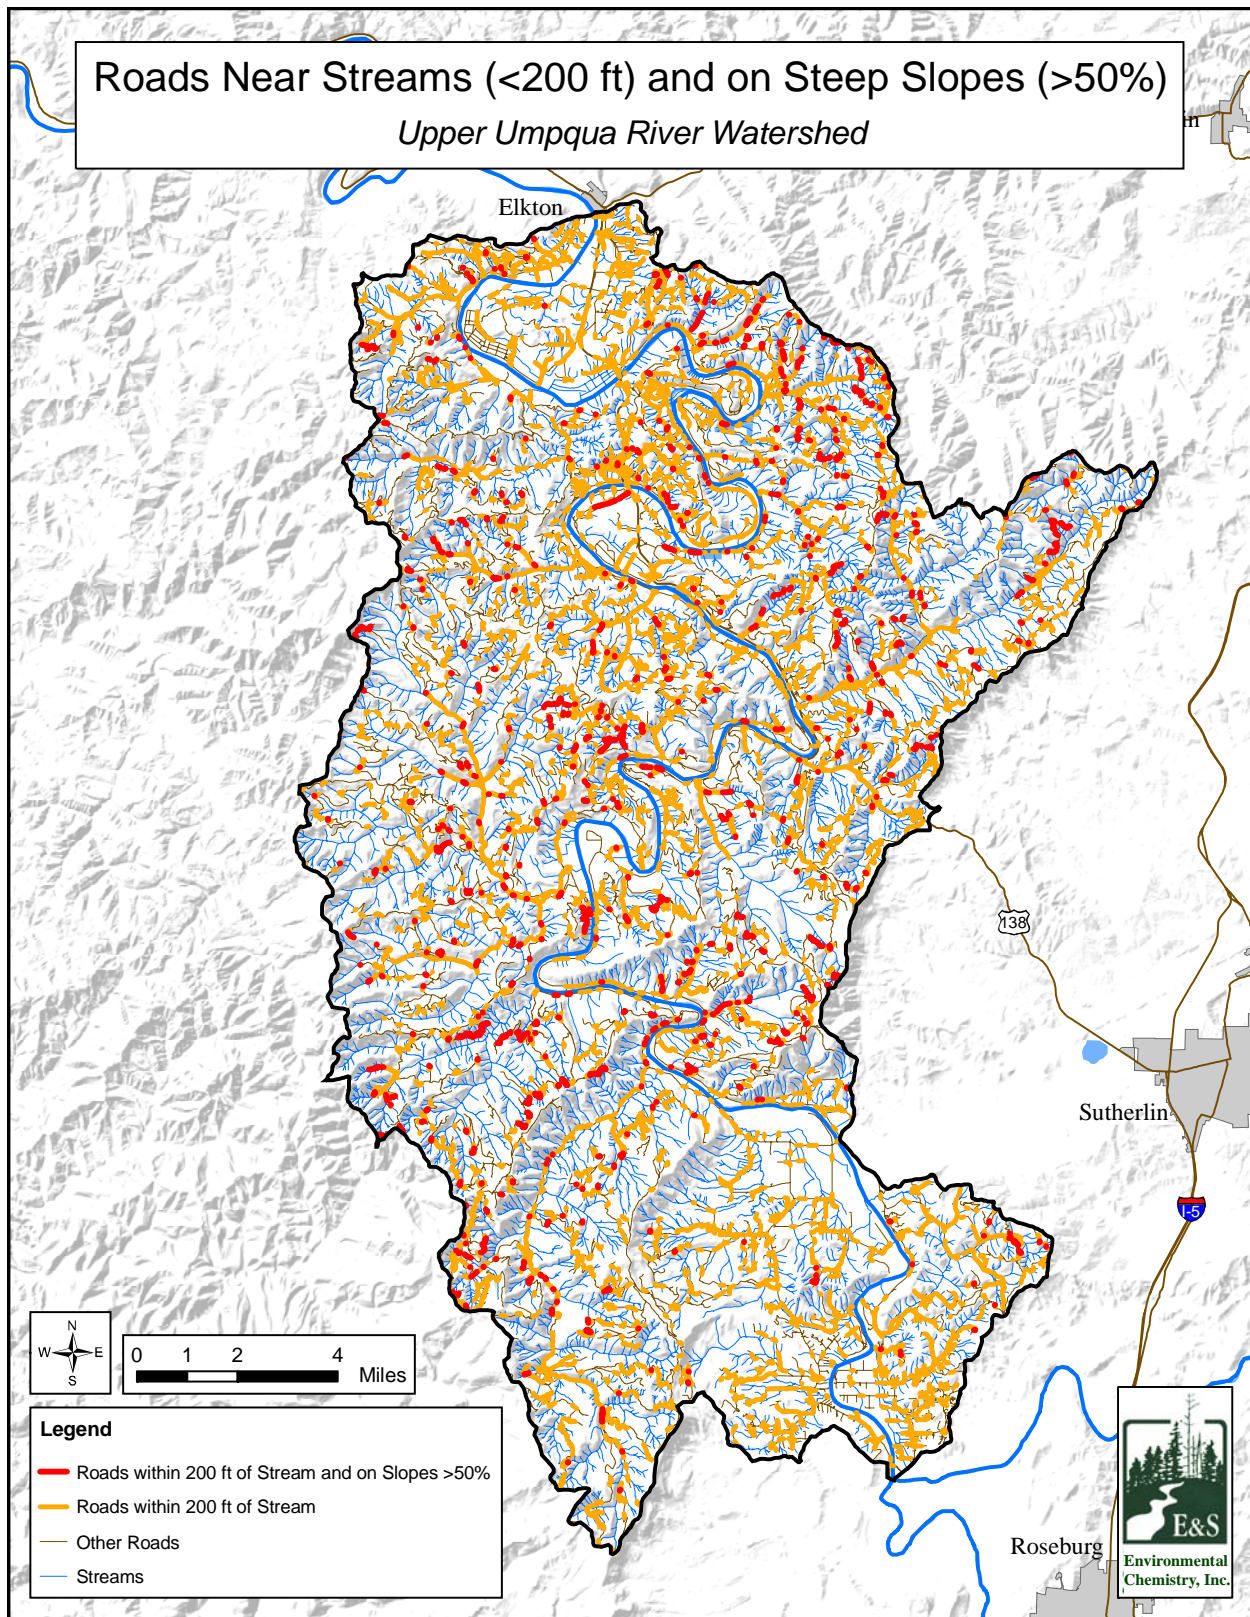 Roads Near Streams (<200 ft) and on Steep Slopes (>50%)
Upper Umpqua River Watershed
Elkton
138
Sutherlin
I-5
N
W E
S
0 1 2 4
Miles
Legend
Roads within 200 ft of Stream and on Slopes >50%
Roads within 200 ft of Stream
Other Roads
Streams
Roseburg
E&S
Environmental
Chemistry, Inc.